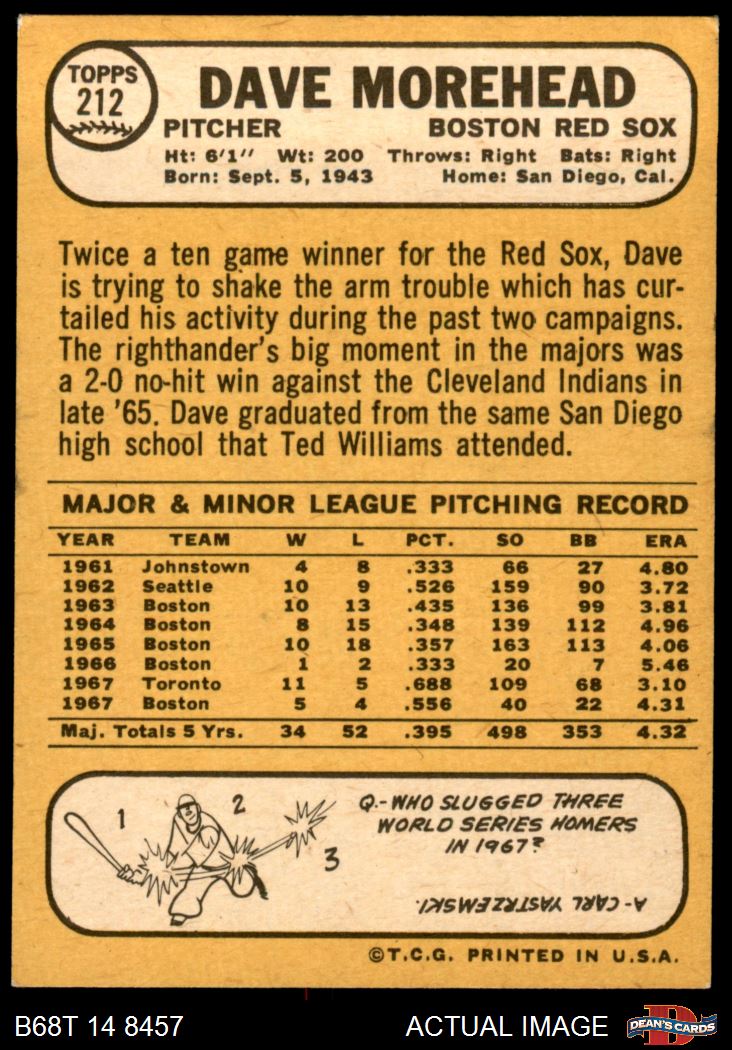 TOPPS
212
DAVE MOREHEAD
PITCHER BOSTON RED SOX
Ht: 6'1" Wt: 200 Throws: Right Bats: Right
Born: Sept. 5, 1943 Home: San Diego, Cal.
Twice a ten game winner for the Red Sox, Dave
is trying to shake the arm trouble which has cur-
tailed his activity during the past two campaigns.
The righthander's big moment in the majors was
a 2-0 no-hit win against the Cleveland Indians in
late '65. Dave graduated from the same San Diego
high school that Ted Williams attended.
MAJOR & MINOR LEAGUE PITCHING RECORD
YEAR TEAM W L PCT. SO BB ERA
1961 Johnstown 4 8 .333 66 27 4.80
1962 Seattle 10 9 .526 159 90 3.72
1963 Boston 10 13 .435 136 99 3.81
1964 Boston 8 15 .348 139 112 4.96
1965 Boston 10 18 .357 163 113 4.06
1966 Boston 1 2 .333 20 7 5.46
1967 Toronto 11 5 .688 109 68 3.10
1967 Boston 5 4 .556 40 22 4.31
Maj. Totals 5 Yrs. 34 52 .395 498 353 4.32
1 2 3
Q.-WHO SLUGGED THREE
WORLD SERIES HOMERS
IN 1967?
A-CARL YASTRZEMSKI.
©T.C.G. PRINTED IN U.S.A.
B68T 14 8457 ACTUAL IMAGE
D
DEAN'S CARDS